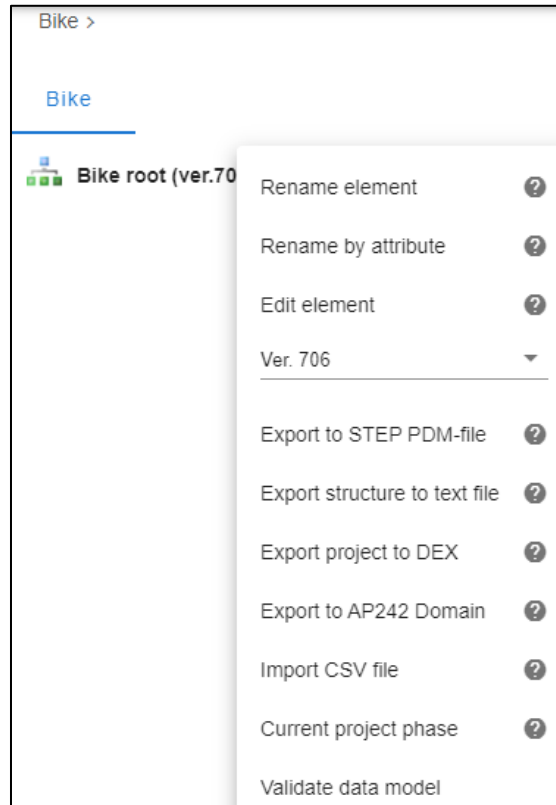 Bike >
Bike
Bike root (ver.70
Rename element
Rename by attribute
Edit element
Ver. 706
Export to STEP PDM-file
Export structure to text file
Export project to DEX
Export to AP242 Domain
Import CSV file
Current project phase
Validate data model